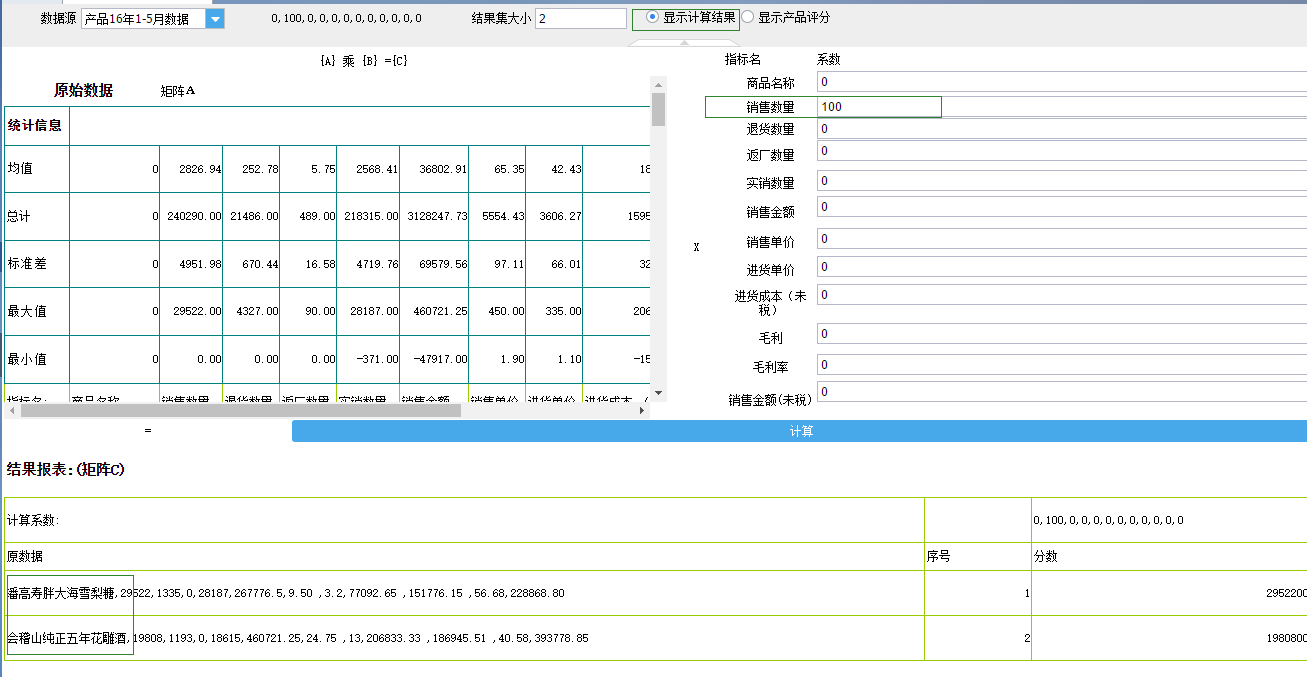 数据源 产品16年1-5月数据 0,100,0,0,0,0,0,0,0,0,0,0,0 结果集大小 2 显示计算结果 显示产品评分
{A} 乘 {B} ={C}
原始数据 矩阵A
统计信息
均值 0 2826.94 252.78 5.75 2568.41 36802.91 65.35 42.43 18
总计 0 240290.00 21486.00 489.00 218315.00 3128247.73 5554.43 3606.27 1595
标准差 0 4951.98 670.44 16.58 4719.76 69579.56 97.11 66.01 32
最大值 0 29522.00 4327.00 90.00 28187.00 460721.25 450.00 335.00 206
最小值 0 0.00 0.00 0.00 -371.00 -47917.00 1.90 1.10 -15
指标名: 商品名称 销售数量 退货数量 返厂数量 实销数量 销售金额 销售单价 进货单价 进货成本 (
X
指标名 系数
商品名称 0
销售数量 100
退货数量 0
返厂数量 0
实销数量 0
销售金额 0
销售单价 0
进货单价 0
进货成本（未
税） 0
毛利 0
毛利率 0
销售金额(未税) 0
= 计算
结果报表:(矩阵C)
计算系数: 0,100,0,0,0,0,0,0,0,0,0,0,0
原数据 序号 分数
潘高寿胖大海雪梨糖,29522,1335,0,28187,267776.5,9.50 ,3.2,77092.65 ,151776.15 ,56.68,228868.80 1 2952200
会稽山纯正五年花雕酒,19808,1193,0,18615,460721.25,24.75 ,13,206833.33 ,186945.51 ,40.58,393778.85 2 1980800